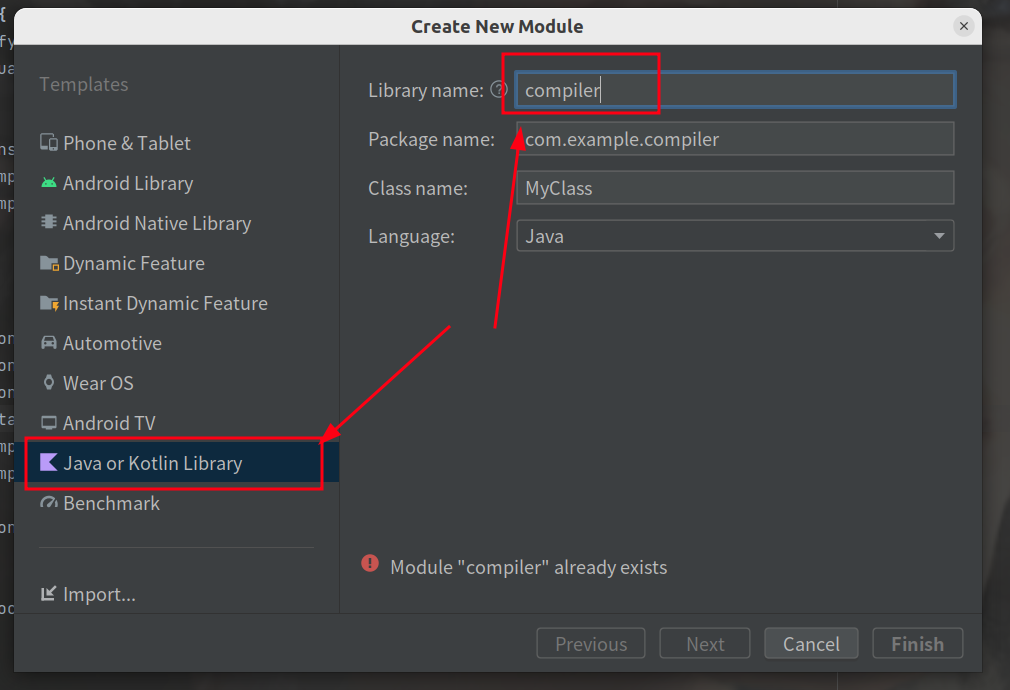 Create New Module
Templates
Phone & Tablet
Android Library
Android Native Library
Dynamic Feature
Instant Dynamic Feature
Automotive
Wear OS
Android TV
Java or Kotlin Library
Benchmark
Import...
Library name: ? compiler
Package name: com.example.compiler
Class name: MyClass
Language: Java
Module "compiler" already exists
Previous
Next
Cancel
Finish